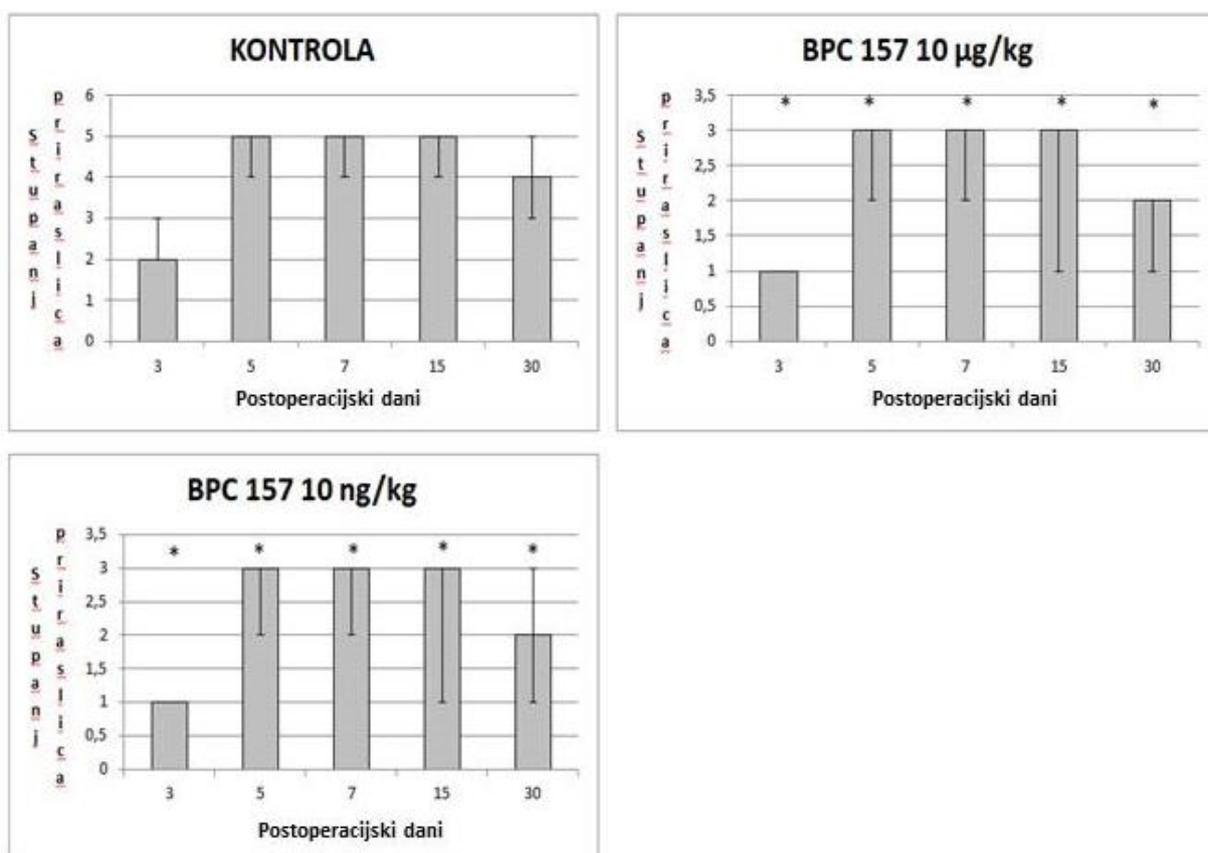 KONTROLA
Stupanj
priraslica
6
5
4
3
2
1
0
3 5 7 15 30
Postoperacijski dani
BPC 157 10 µg/kg
Stupanj
priraslica
3,5
3
2,5
2
1,5
1
0,5
0
* * * * *
3 5 7 15 30
Postoperacijski dani
BPC 157 10 ng/kg
Stupanj
priraslica
3,5
3
2,5
2
1,5
1
0,5
0
* * * * *
3 5 7 15 30
Postoperacijski dani